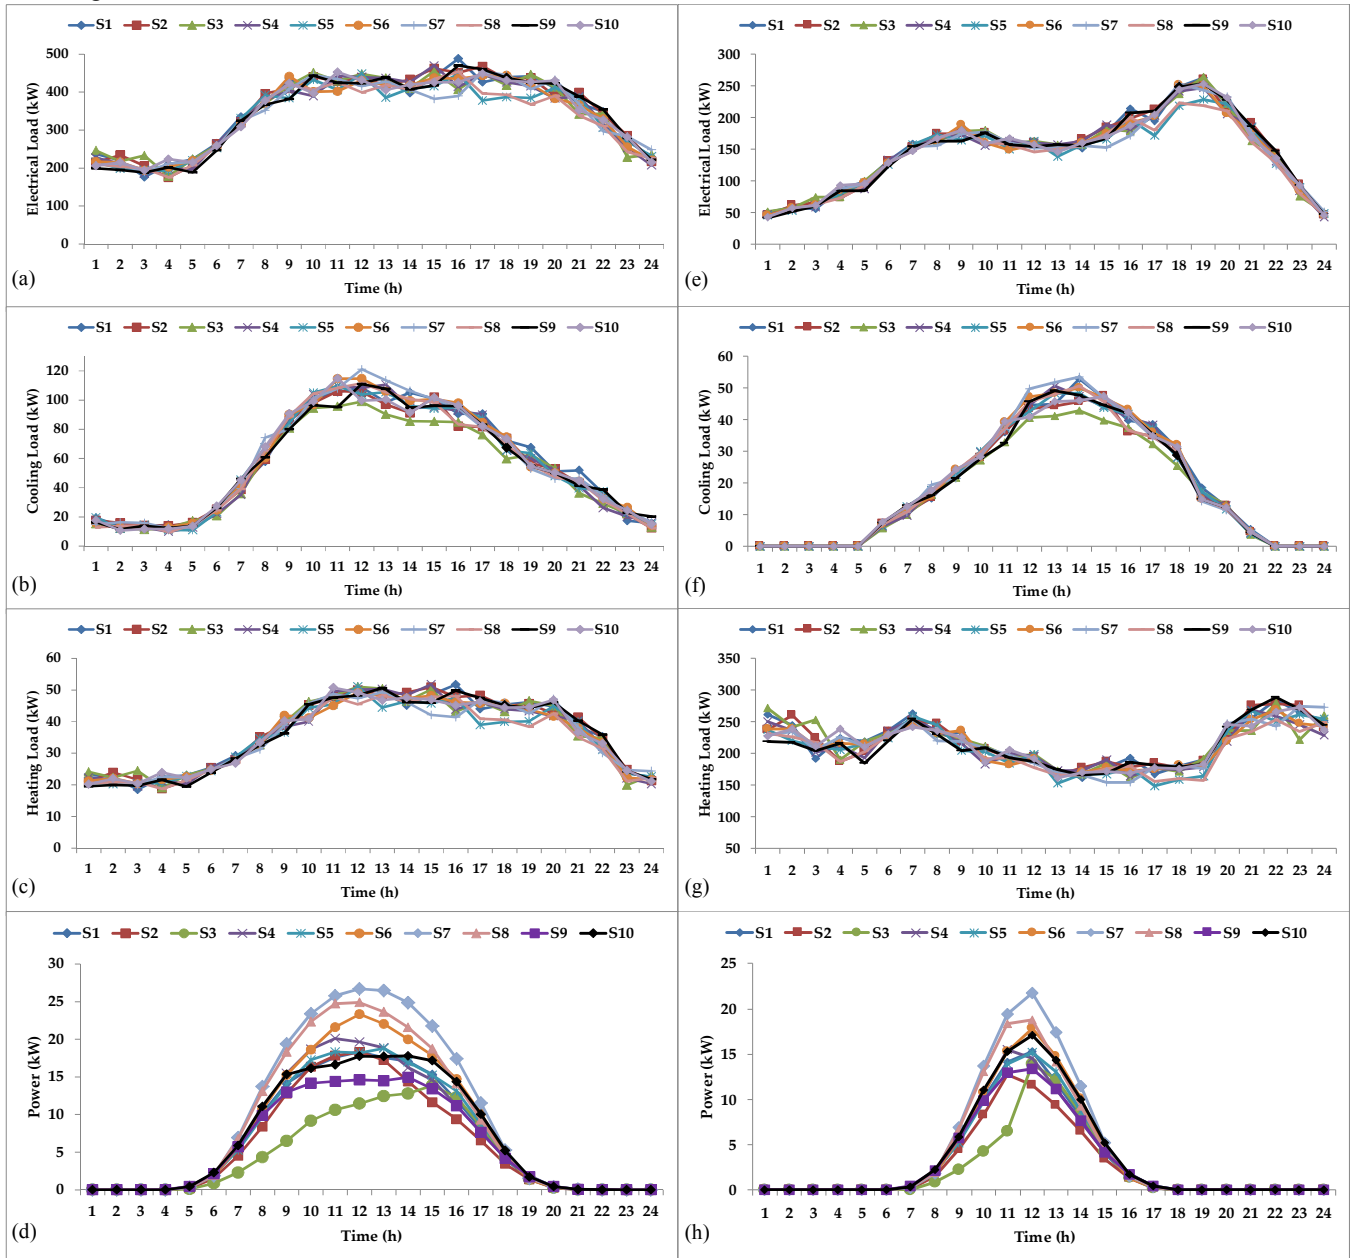 S1 S2 S3 S4 S5 S6 S7 S8 S9 S10
500
400
300
200
100
0
Electrical Load (kW)
1 2 3 4 5 6 7 8 9 10 11 12 13 14 15 16 17 18 19 20 21 22 23 24
Time (h)
(a)
S1 S2 S3 S4 S5 S6 S7 S8 S9 S10
300
250
200
150
100
50
0
Electrical Load (kW)
1 2 3 4 5 6 7 8 9 10 11 12 13 14 15 16 17 18 19 20 21 22 23 24
Time (h)
(e)
S1 S2 S3 S4 S5 S6 S7 S8 S9 S10
120
100
80
60
40
20
0
Cooling Load (kW)
1 2 3 4 5 6 7 8 9 10 11 12 13 14 15 16 17 18 19 20 21 22 23 24
Time (h)
(b)
S1 S2 S3 S4 S5 S6 S7 S8 S9 S10
60
50
40
30
20
10
0
Cooling Load (kW)
1 2 3 4 5 6 7 8 9 10 11 12 13 14 15 16 17 18 19 20 21 22 23 24
Time (h)
(f)
S1 S2 S3 S4 S5 S6 S7 S8 S9 S10
60
50
40
30
20
10
0
Heating Load (kW)
1 2 3 4 5 6 7 8 9 10 11 12 13 14 15 16 17 18 19 20 21 22 23 24
Time (h)
(c)
S1 S2 S3 S4 S5 S6 S7 S8 S9 S10
350
300
250
200
150
100
50
Heating Load (kW)
1 2 3 4 5 6 7 8 9 10 11 12 13 14 15 16 17 18 19 20 21 22 23 24
Time (h)
(g)
S1 S2 S3 S4 S5 S6 S7 S8 S9 S10
30
25
20
15
10
5
0
Power (kW)
1 2 3 4 5 6 7 8 9 10 11 12 13 14 15 16 17 18 19 20 21 22 23 24
Time (h)
(d)
S1 S2 S3 S4 S5 S6 S7 S8 S9 S10
25
20
15
10
5
0
Power (kW)
1 2 3 4 5 6 7 8 9 10 11 12 13 14 15 16 17 18 19 20 21 22 23 24
Time (h)
(h)